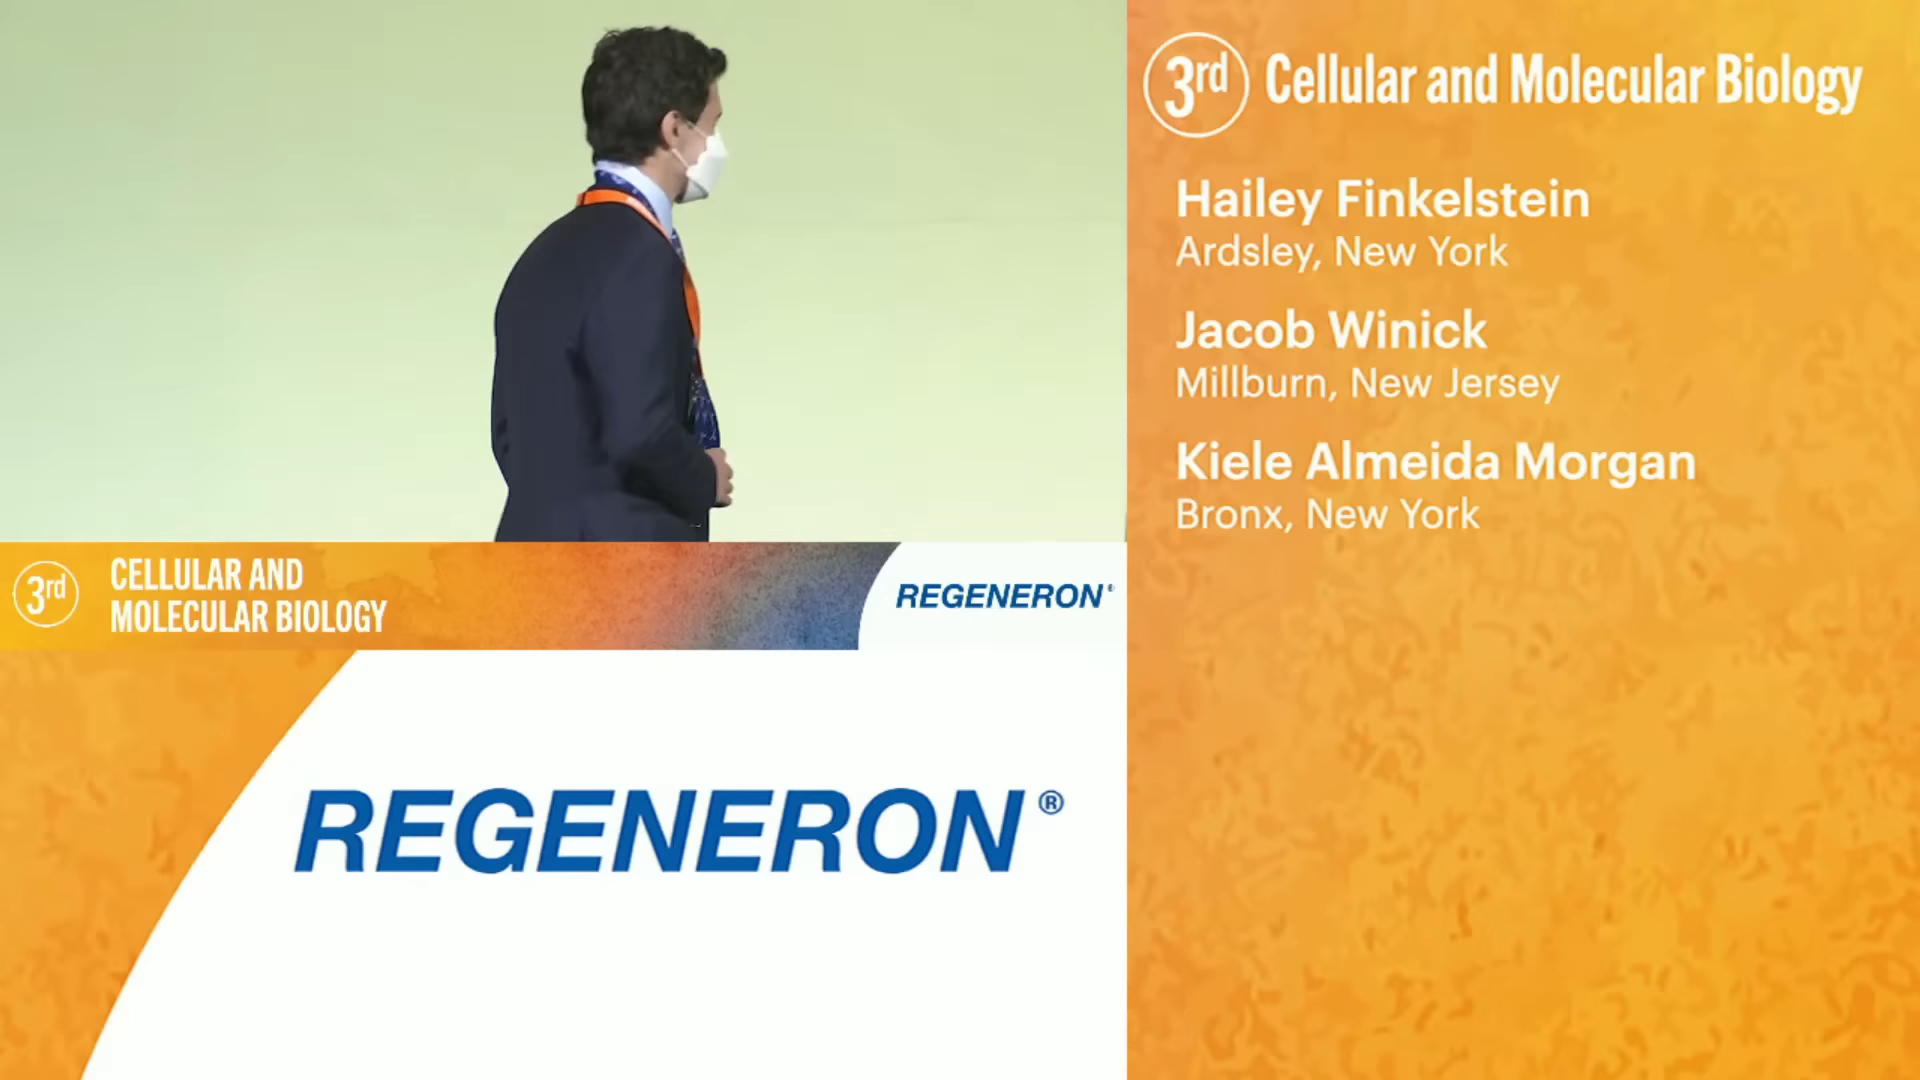 3rd Cellular and Molecular Biology
Hailey Finkelstein
Ardsley, New York
Jacob Winick
Millburn, New Jersey
Kiele Almeida Morgan
Bronx, New York
3rd
CELLULAR AND
MOLECULAR BIOLOGY
REGENERON®
REGENERON®